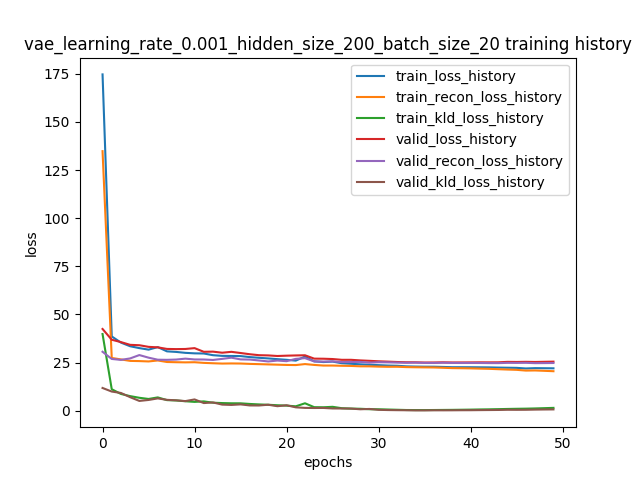 vae_learning_rate_0.001_hidden_size_200_batch_size_20 training history
175
150
125
100
75
50
25
0
loss
train_loss_history
train_recon_loss_history
train_kld_loss_history
valid_loss_history
valid_recon_loss_history
valid_kld_loss_history
0 10 20 30 40 50
epochs